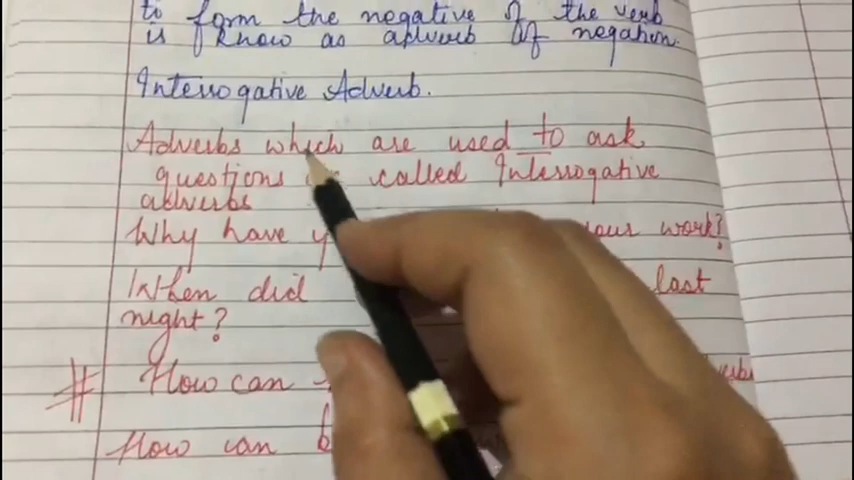 to form the negative of the verb
is know as adverb of negation.
Interrogative Adverb.
Adverbs which are used to ask
questions called Interrogative
adverbs
Why have your work?
When did last
night?
# How can
How can